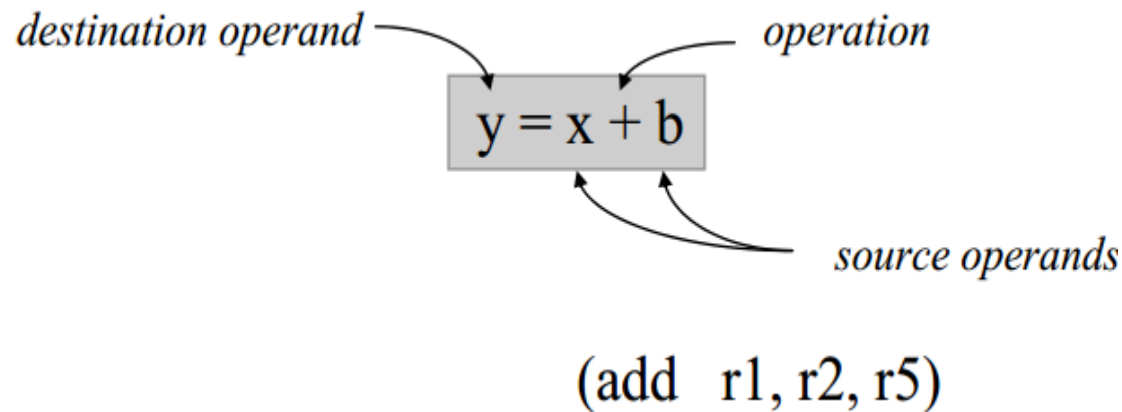 destination operand
operation
y = x + b
source operands
(add r1, r2, r5)